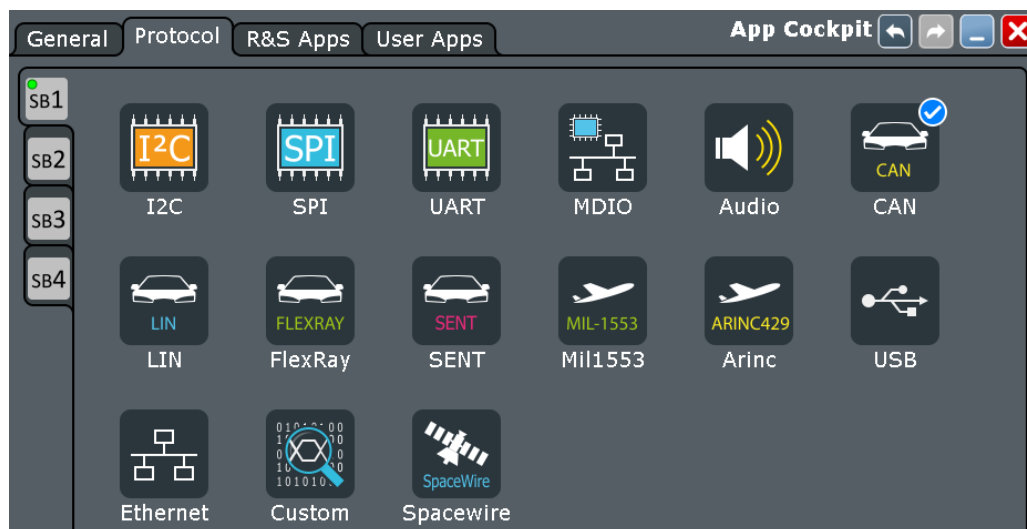 General Protocol R&S Apps User Apps App Cockpit
SB1
SB2
SB3
SB4
I²C SPI UART CAN
I2C SPI UART MDIO Audio CAN
LIN FLEXRAY SENT MIL-1553 ARINC429
LIN FlexRay SENT Mil1553 Arinc USB
SpaceWire
Ethernet Custom Spacewire